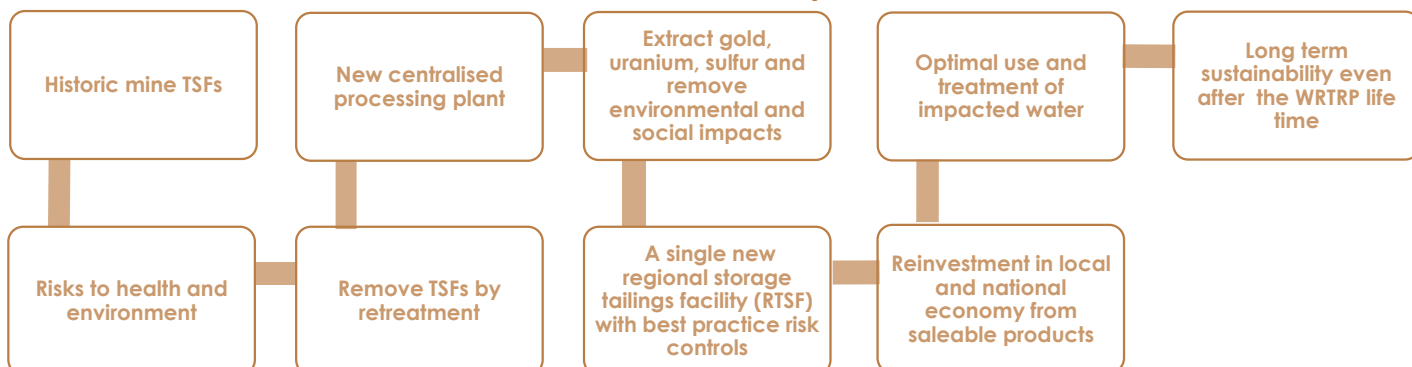 Historic mine TSFs
Risks to health and
environment
Remove TSFs by
retreatment
New centralised
processing plant
Extract gold,
uranium, sulfur and
remove
environmental and
social impacts
A single new
regional storage
tailings facility (RTSF)
with best practice risk
controls
Reinvestment in local
and national
economy from
saleable products
Optimal use and
treatment of
impacted water
Long term
sustainability even
after the WRTRP life
time